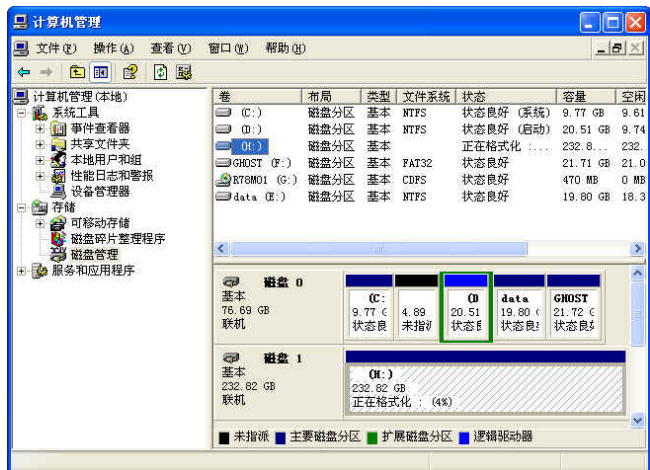 计算机管理
文件(F) 操作(A) 查看(V) 窗口(W) 帮助(H)
计算机管理(本地)
系统工具
事件查看器
共享文件夹
本地用户和组
性能日志和警报
设备管理器
存储
可移动存储
磁盘碎片整理程序
磁盘管理
服务和应用程序
卷 布局 类型 文件系统 状态 容量 空闲
(C:) 磁盘分区 基本 NTFS 状态良好 (系统) 9.77 GB 9.61
(D:) 磁盘分区 基本 NTFS 状态良好 (启动) 20.51 GB 9.74
(H:) 磁盘分区 基本 正在格式化 :... 232.8... 232.
GHOST (F:) 磁盘分区 基本 FAT32 状态良好 21.71 GB 21.0
R78M01 (G:) 磁盘分区 基本 CDFS 状态良好 470 MB 0 MB
data (E:) 磁盘分区 基本 NTFS 状态良好 19.80 GB 18.3
磁盘 0
基本
76.69 GB
联机
(C:
9.77 G
状态良
4.89
未指派
(D
20.51
状态良
data
19.80 G
状态良好
GHOST
21.72 G
状态良好
磁盘 1
基本
232.82 GB
联机
(H:)
232.82 GB
正在格式化 : (4%)
未指派 主要磁盘分区 扩展磁盘分区 逻辑驱动器